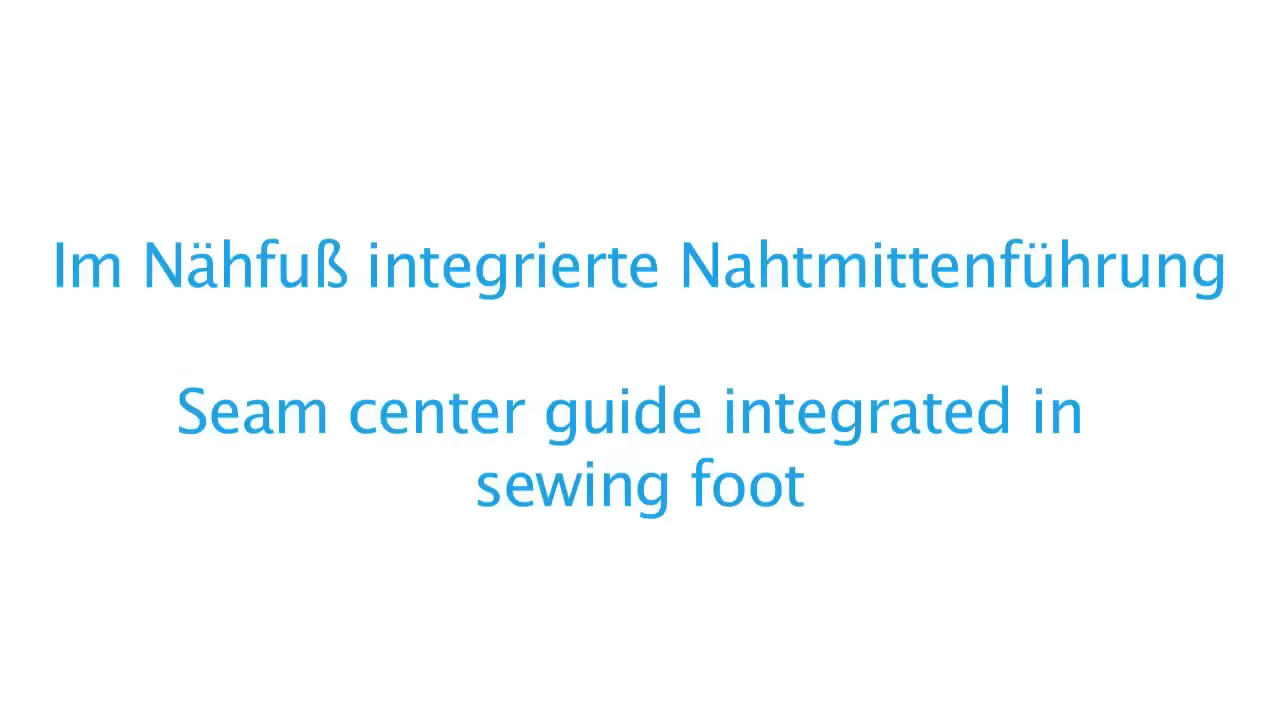 Im Nähfuß integrierte Nahtmittenführung
Seam center guide integrated in
sewing foot